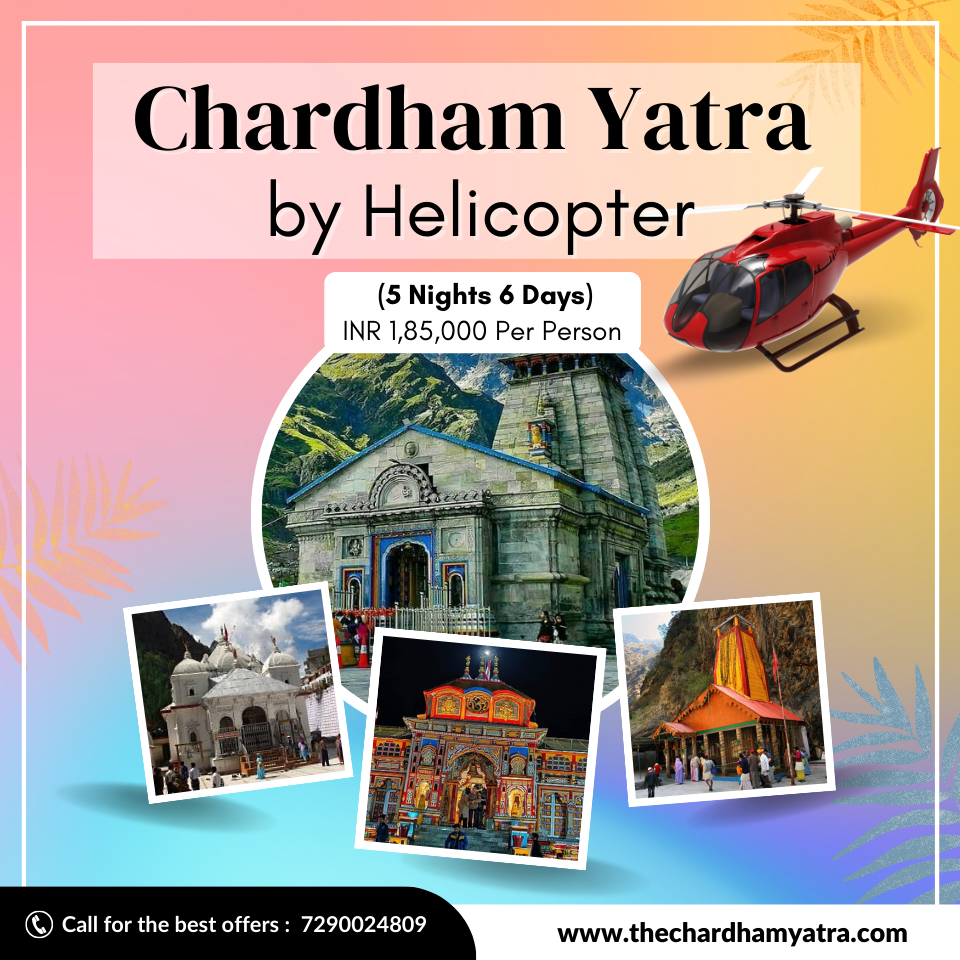 Chardham Yatra
by Helicopter
(5 Nights 6 Days)
INR 1,85,000 Per Person
Call for the best offers : 7290024809
www.thechardhamyatra.com